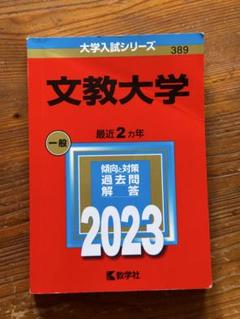 大学入試シリーズ
389
文教大学
一般
最近2カ年
傾向と対策
過去問
解答
2023
教学社